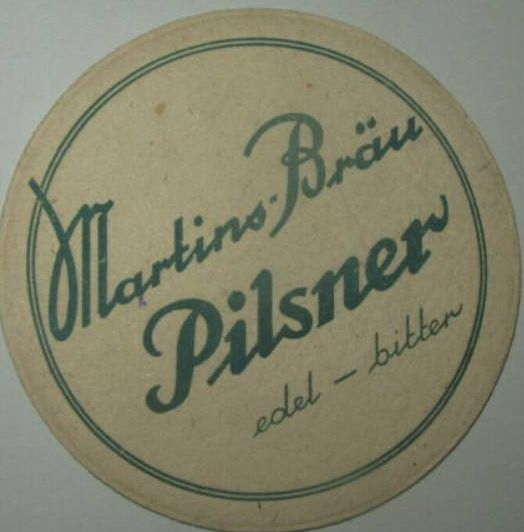 Martins-Bräu
Pilsner
edel – bitter